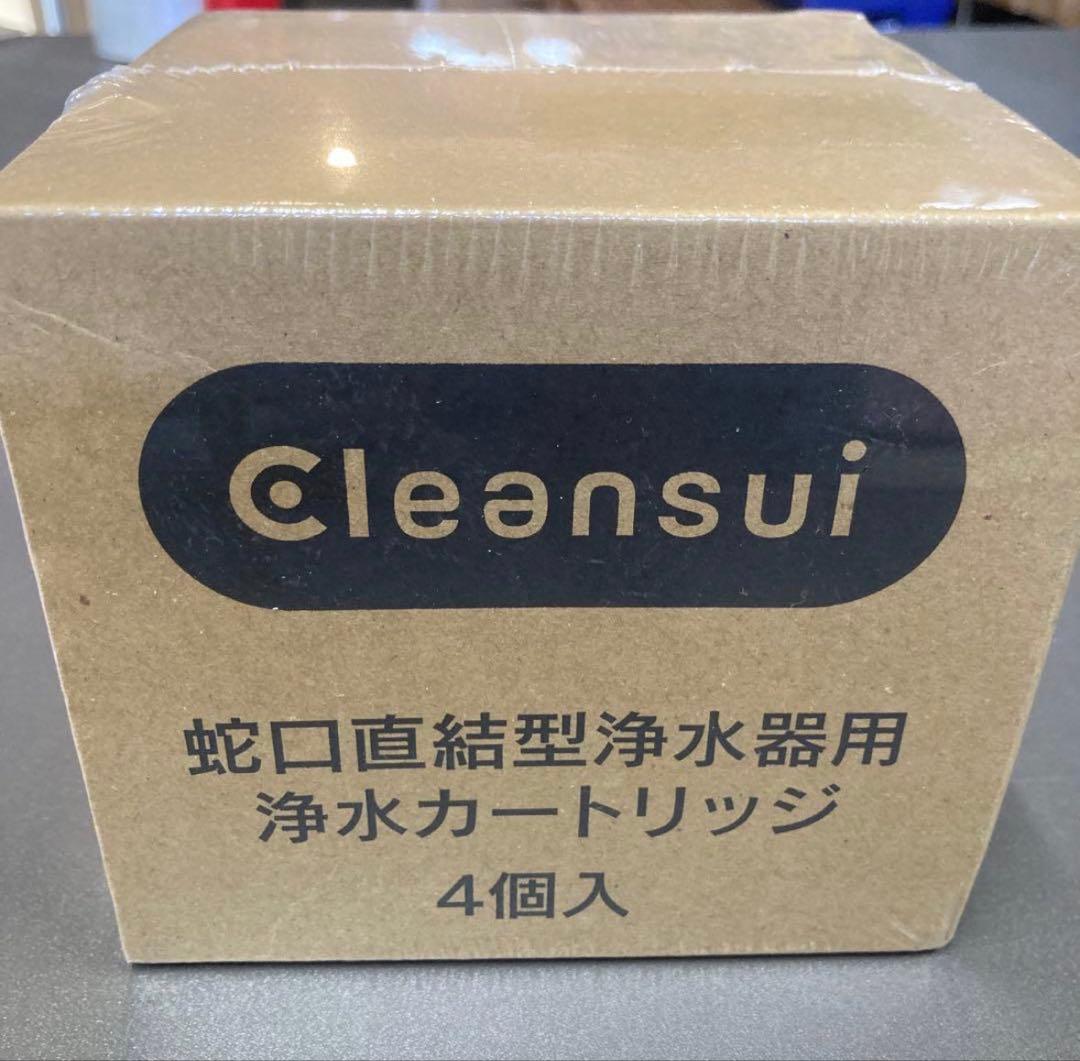 Cleansui
蛇口直結型浄水器用
浄水カートリッジ
4個入